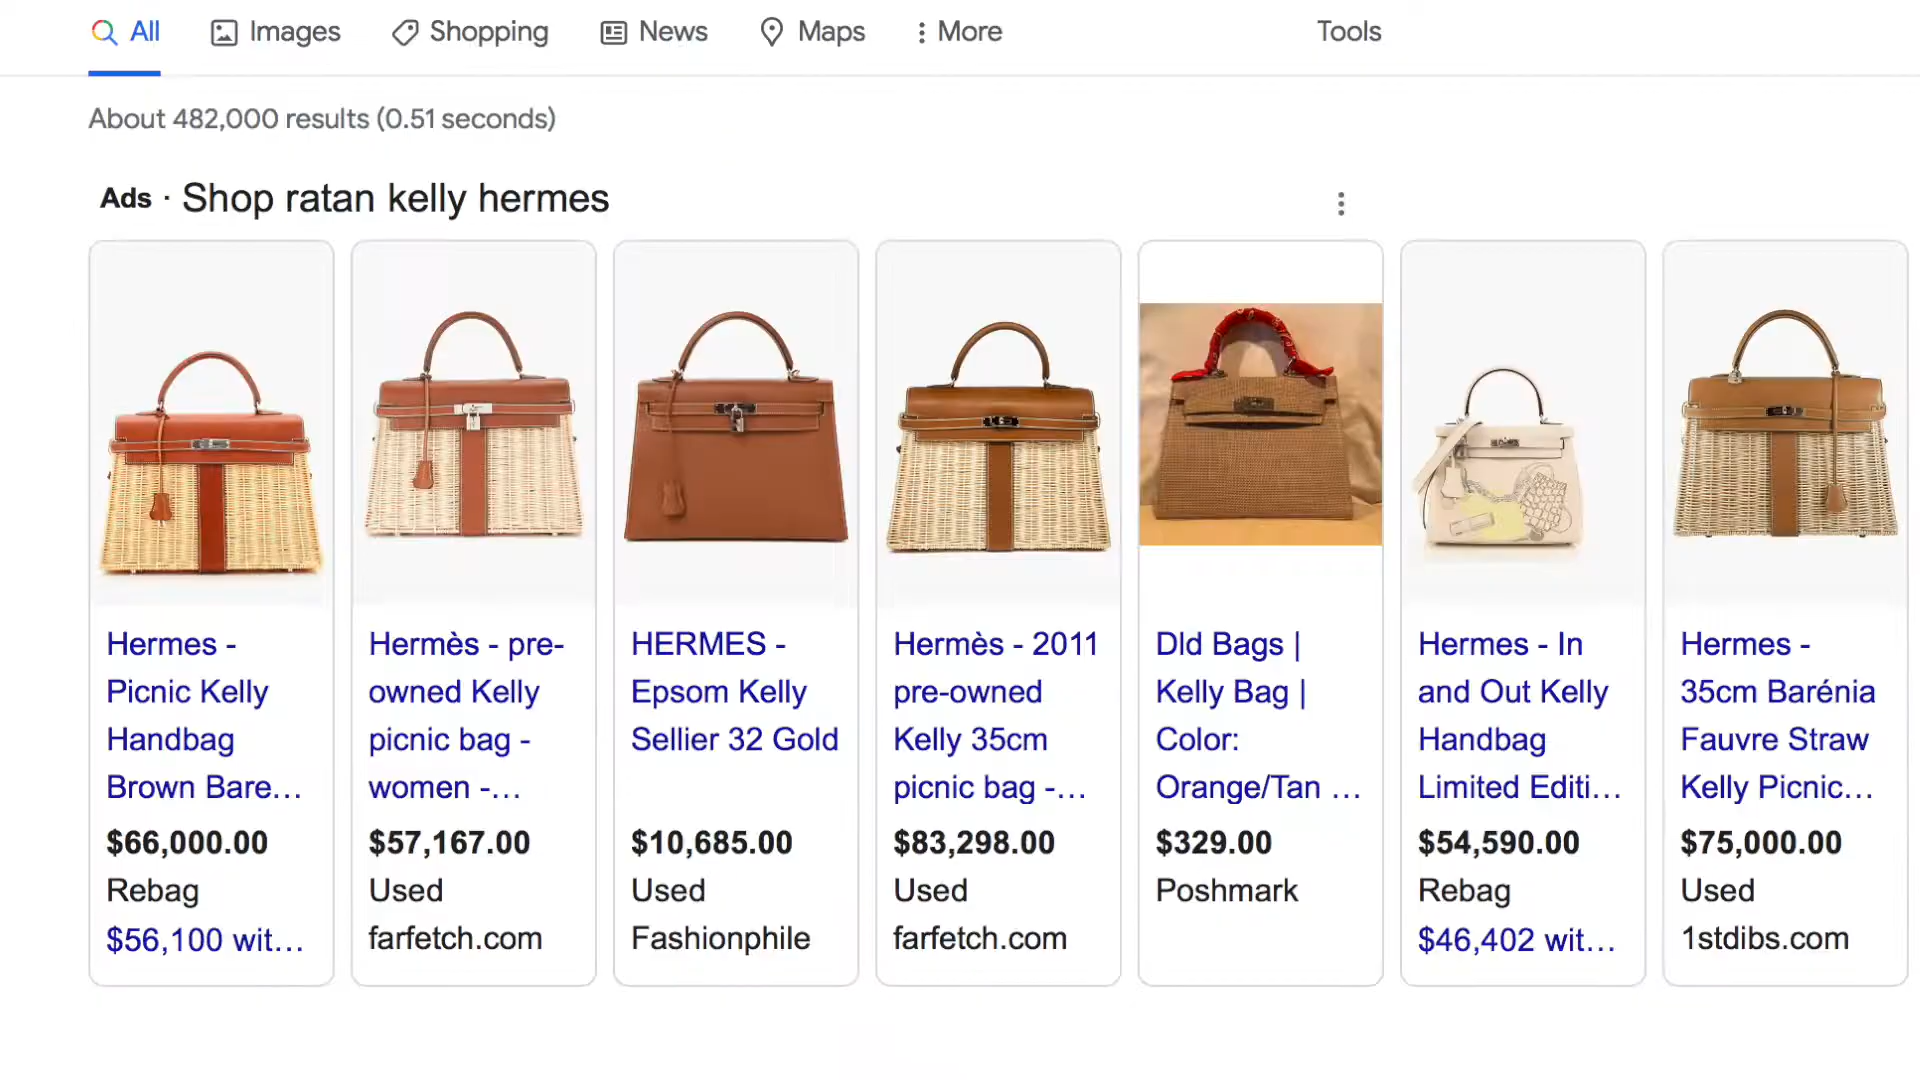 All Images Shopping News Maps More Tools
About 482,000 results (0.51 seconds)
Ads · Shop ratan kelly hermes
Hermes -
Picnic Kelly
Handbag
Brown Bare...
$66,000.00
Rebag
$56,100 wit...
Hermès - pre-
owned Kelly
picnic bag -
women -...
$57,167.00
Used
farfetch.com
HERMES -
Epsom Kelly
Sellier 32 Gold
$10,685.00
Used
Fashionphile
Hermès - 2011
pre-owned
Kelly 35cm
picnic bag -...
$83,298.00
Used
farfetch.com
Dld Bags |
Kelly Bag |
Color:
Orange/Tan ...
$329.00
Poshmark
Hermes - In
and Out Kelly
Handbag
Limited Editi...
$54,590.00
Rebag
$46,402 wit...
Hermes -
35cm Barénia
Fauvre Straw
Kelly Picnic...
$75,000.00
Used
1stdibs.com